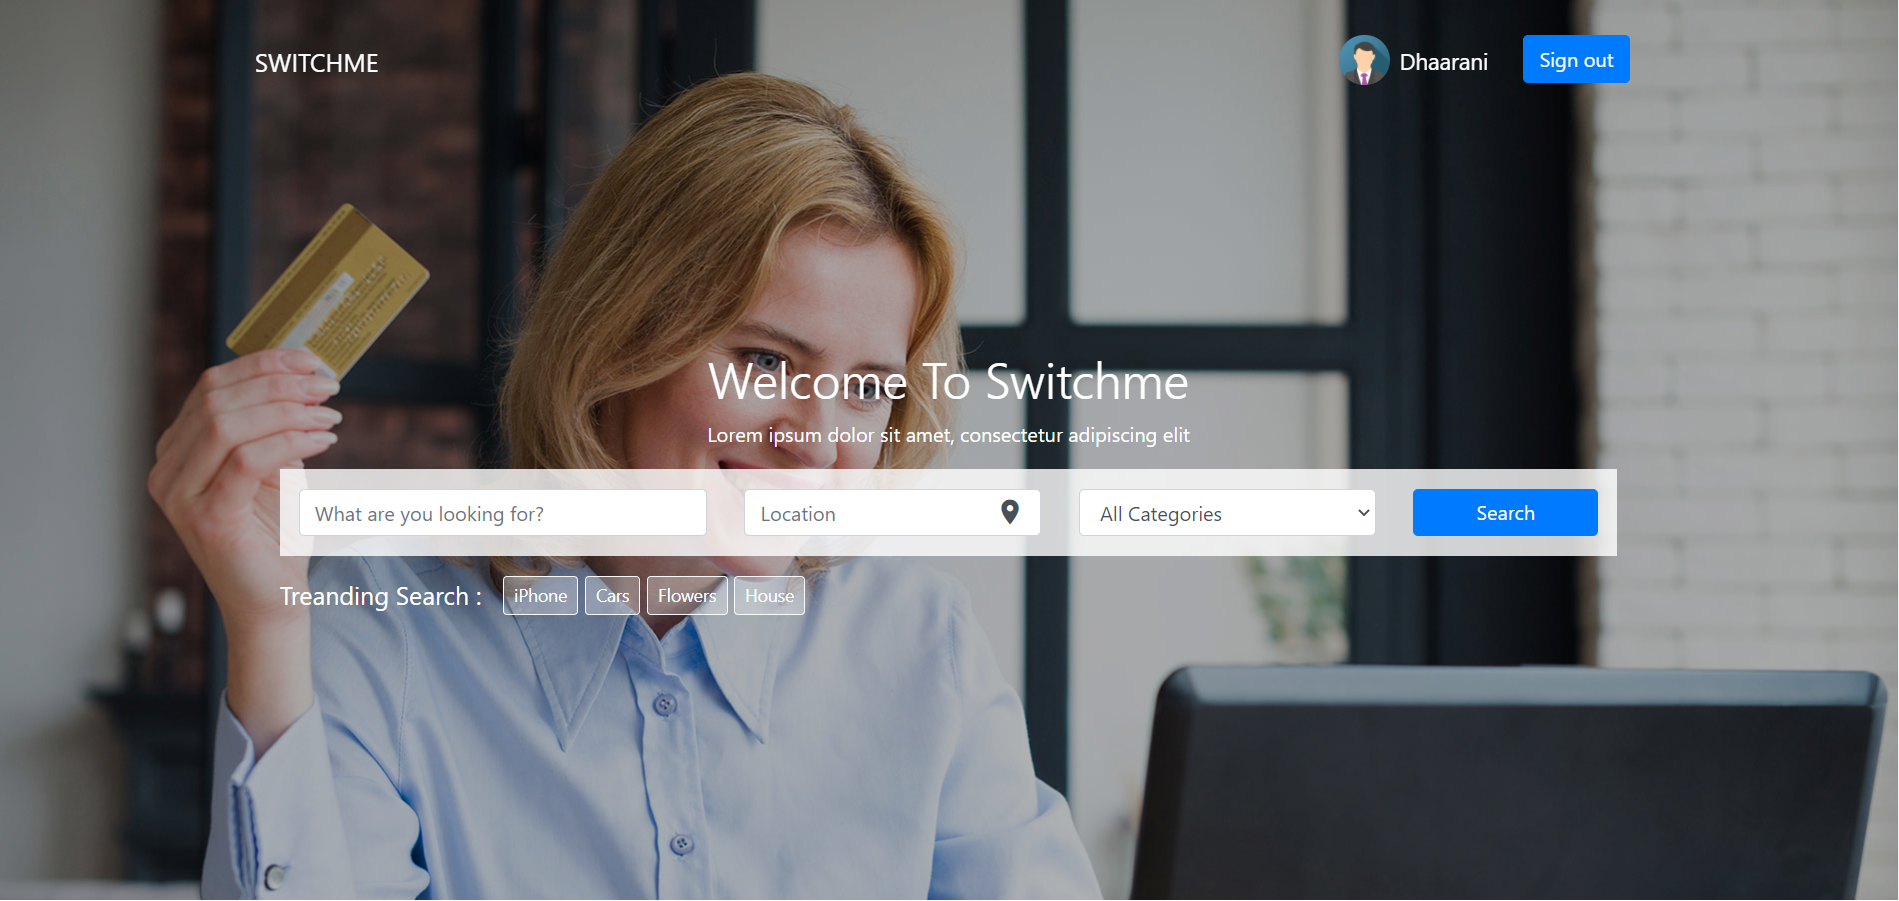 SWITCHME
Dhaarani
Sign out
Welcome To Switchme
Lorem ipsum dolor sit amet, consectetur adipiscing elit
What are you looking for?
Location
All Categories
Search
Treanding Search :
iPhone
Cars
Flowers
House